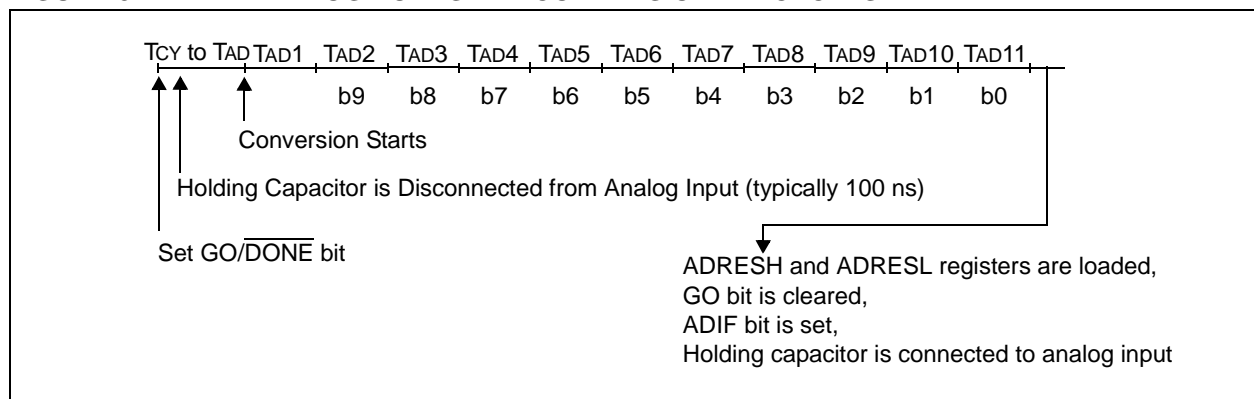 TCY to TAD TAD1 TAD2 TAD3 TAD4 TAD5 TAD6 TAD7 TAD8 TAD9 TAD10 TAD11
b9 b8 b7 b6 b5 b4 b3 b2 b1 b0
Conversion Starts
Holding Capacitor is Disconnected from Analog Input (typically 100 ns)
Set GO/DONE bit
ADRESH and ADRESL registers are loaded,
GO bit is cleared,
ADIF bit is set,
Holding capacitor is connected to analog input